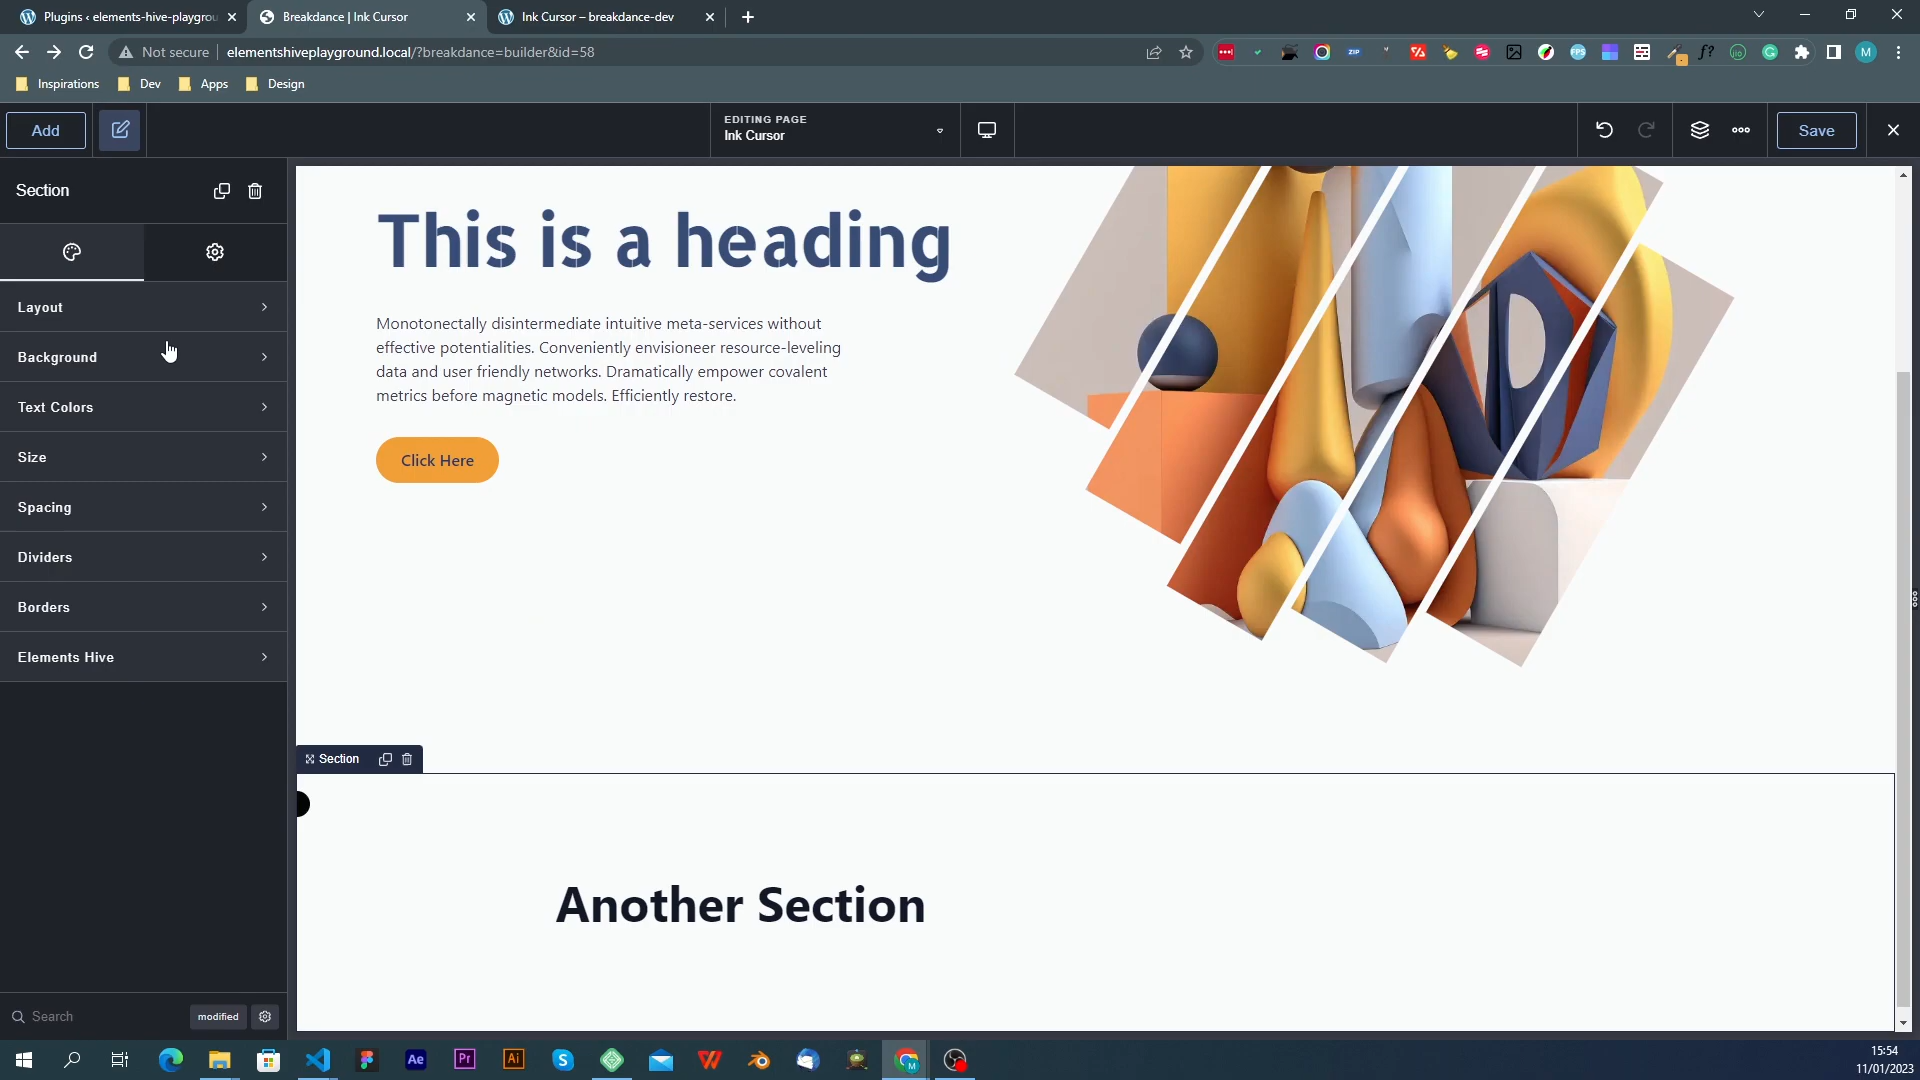 Plugins ‹ elements-hive-playgrou
Breakdance | Ink Cursor
Ink Cursor – breakdance-dev
Not secure
elementshiveplayground.local/?breakdance=builder&id=58
Inspirations
Dev
Apps
Design
Add
EDITING PAGE
Ink Cursor
Save
Section
Layout
Background
Text Colors
Size
Spacing
Dividers
Borders
Elements Hive
Search
modified
This is a heading
Monotonectally disintermediate intuitive meta-services without
effective potentialities. Conveniently envisioneer resource-leveling
data and user friendly networks. Dramatically empower covalent
metrics before magnetic models. Efficiently restore.
Click Here
Section
Another Section
15:54
11/01/2023